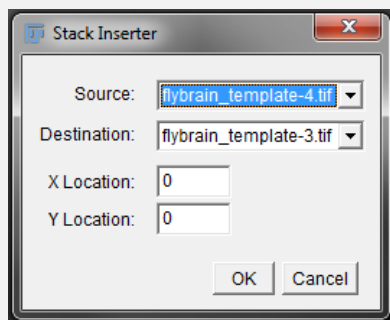 Stack Inserter
Source: flybrain_template-4.tif
Destination: flybrain_template-3.tif
X Location: 0
Y Location: 0
OK Cancel